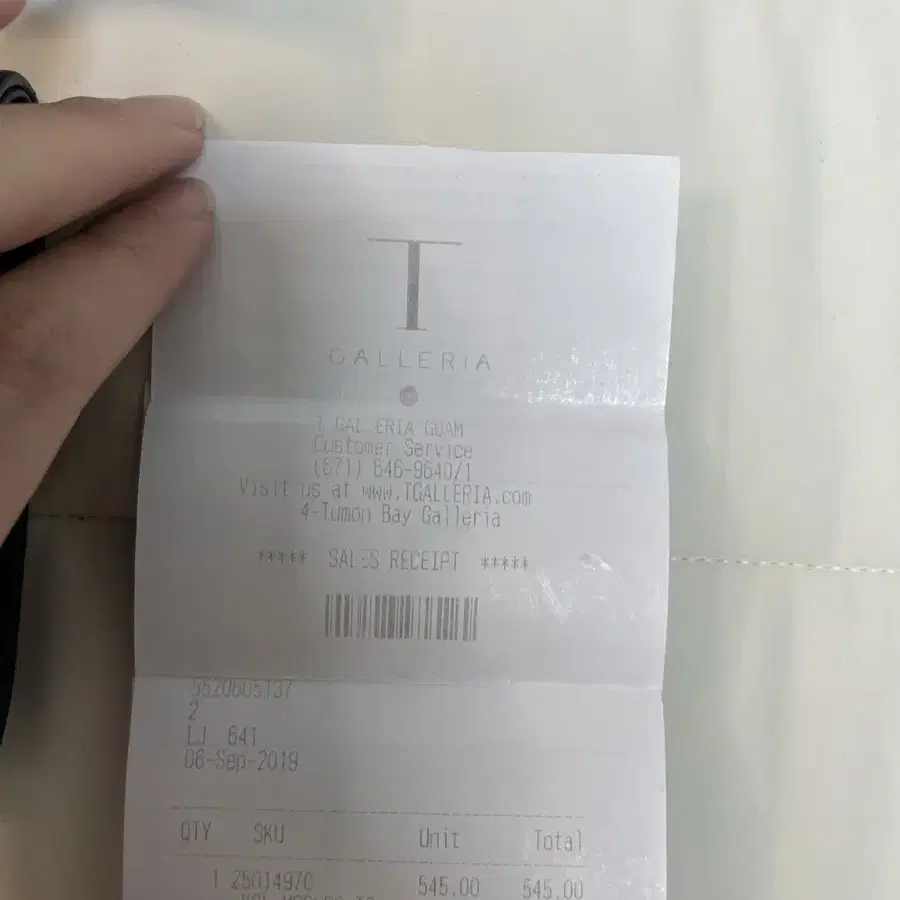 T
GALLERIA
T GALLERIA GUAM
Customer Service
(671) 646-9640/1
Visit us at www.TGALLERIA.com
4-Tumon Bay Galleria
***** SALES RECEIPT *****
5520605137
2
LJ 641
06-Sep-2019
QTY SKU Unit Total
1 25014970 545.00 545.00